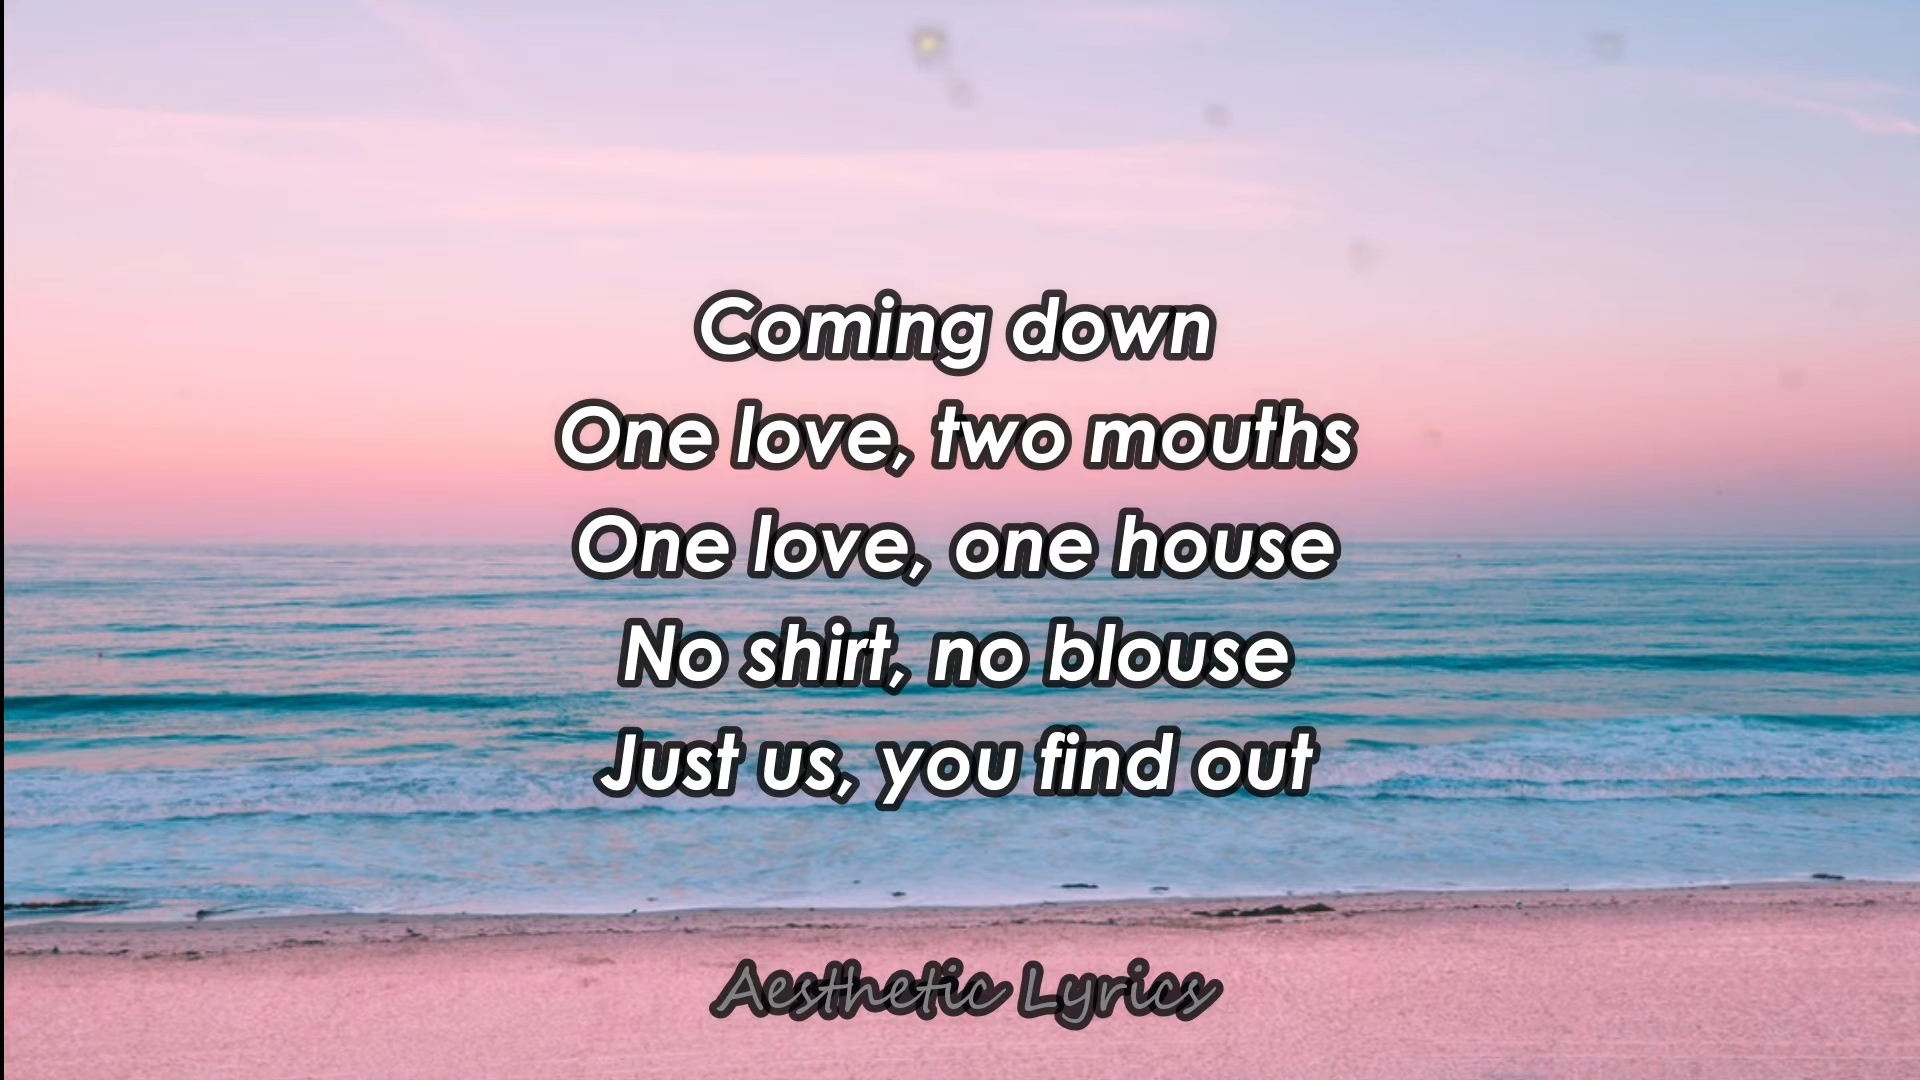 Coming down
One love, two mouths
One love, one house
No shirt, no blouse
Just us, you find out
Aesthetic Lyrics